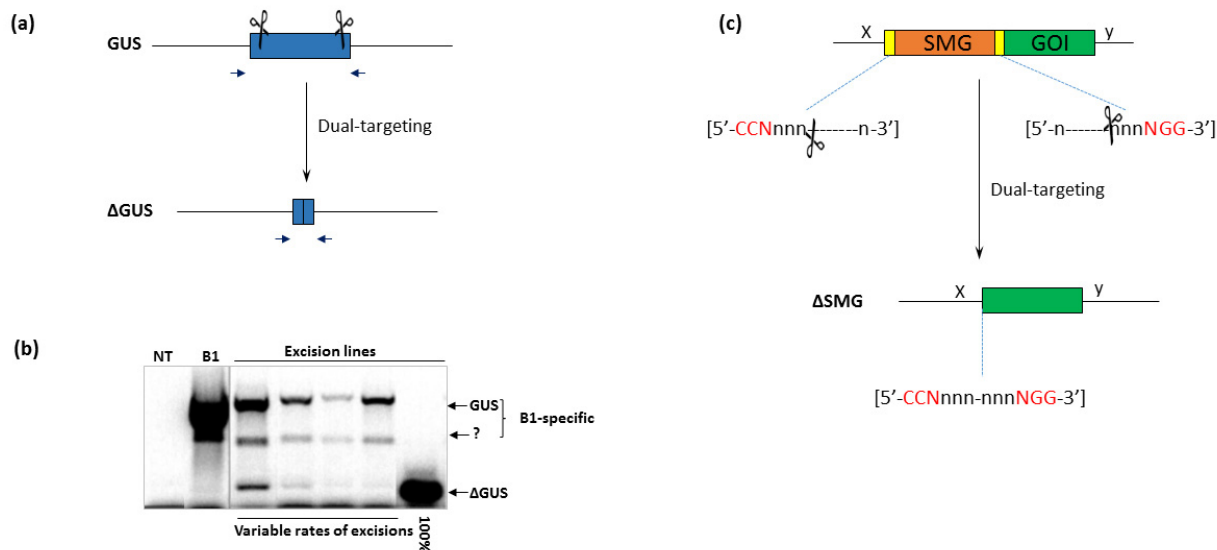 (a)
GUS
Dual-targeting
ΔGUS
(b)
NT B1 Excision lines
GUS
?
B1-specific
ΔGUS
Variable rates of excisions
100%
(c)
X SMG GOI y
[5’-CCNnnn-------n-3’] [5’-n------nnnNGG-3’]
Dual-targeting
ΔSMG X y
[5’-CCNnnn-nnnNGG-3’]